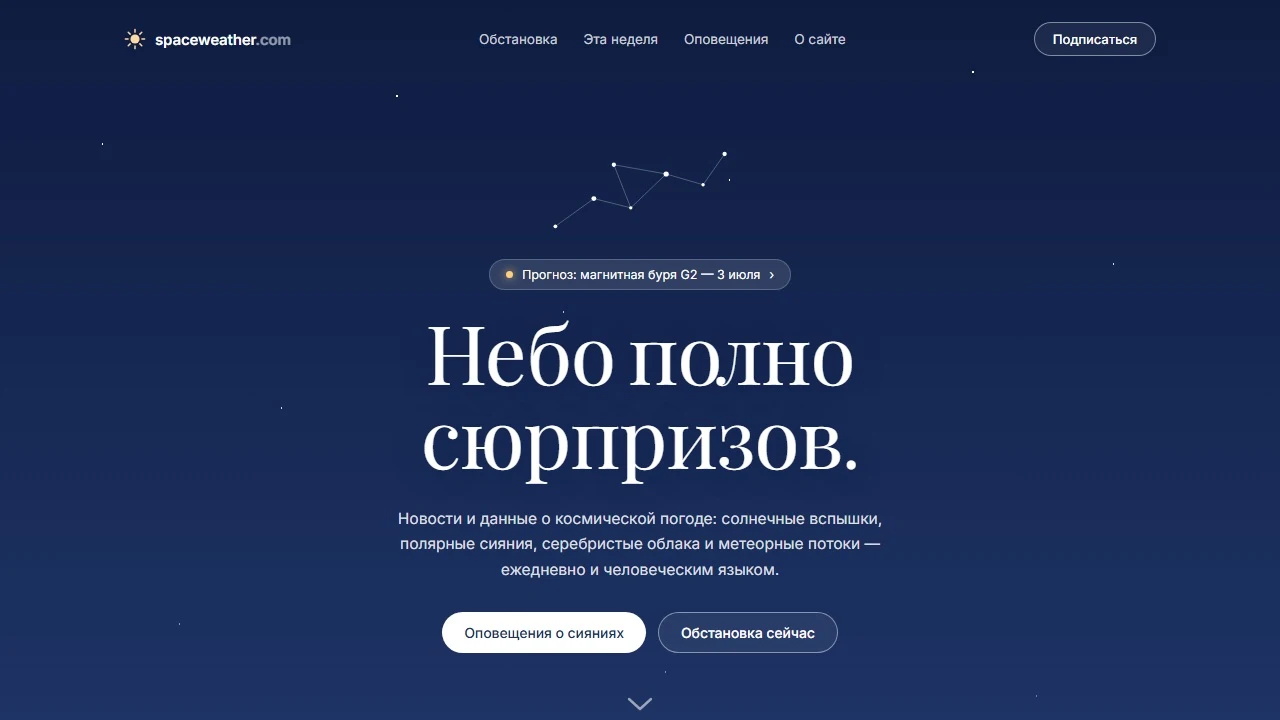 spaceweather.com
Обстановка
Эта неделя
Оповещения
О сайте
Подписаться
Прогноз: магнитная буря G2 — 3 июля ›
Небо полно
сюрпризов.
Новости и данные о космической погоде: солнечные вспышки,
полярные сияния, серебристые облака и метеорные потоки —
ежедневно и человеческим языком.
Оповещения о сияниях
Обстановка сейчас